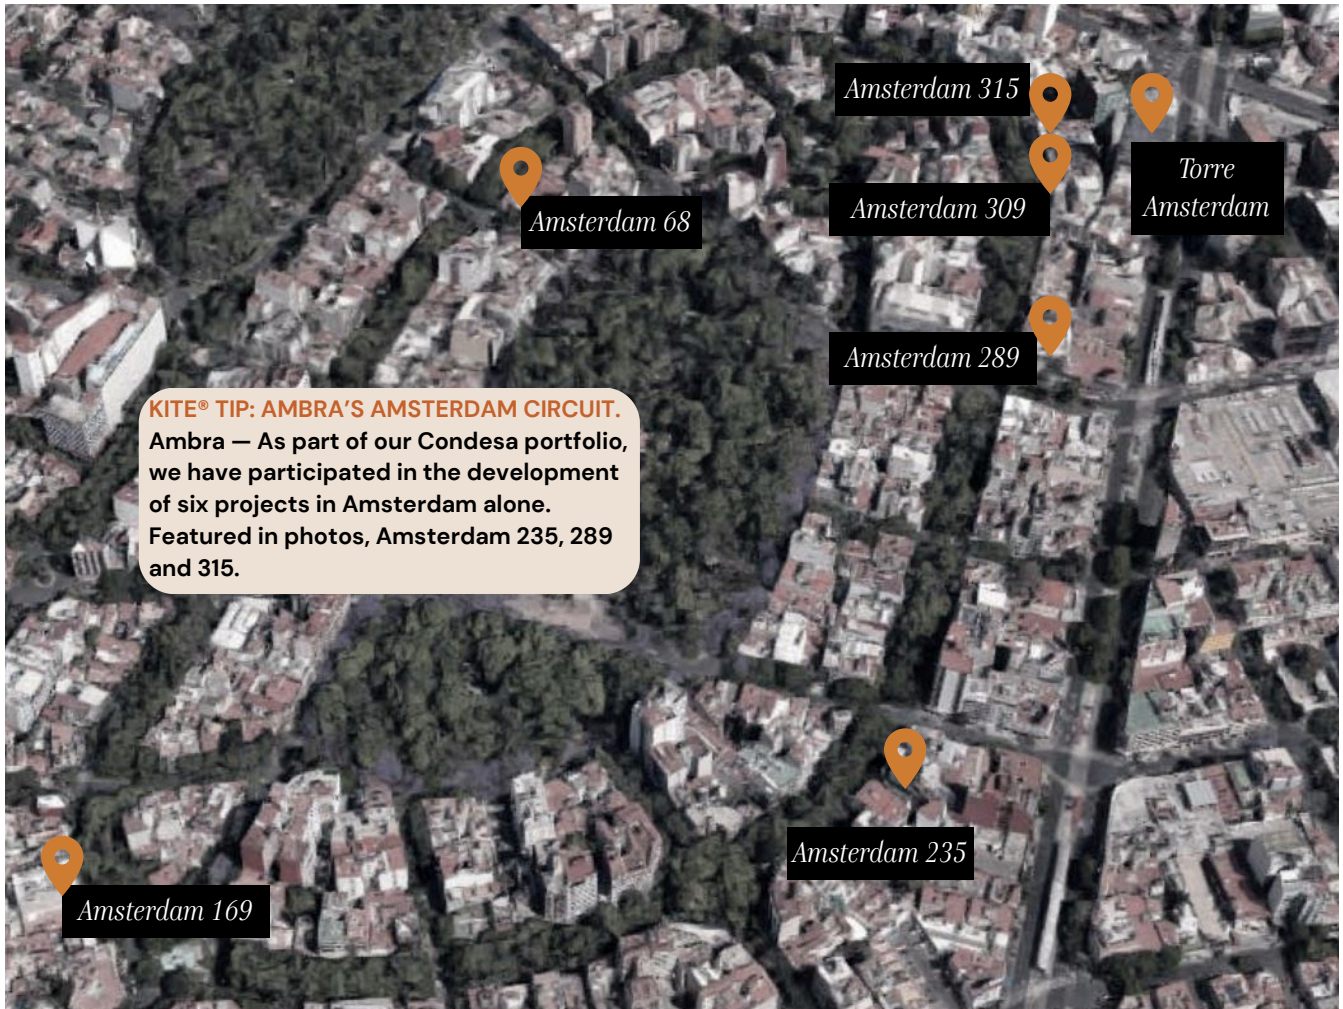 Amsterdam 315
Torre
Amsterdam
Amsterdam 309
Amsterdam 68
Amsterdam 289
KITE® TIP: AMBRA’S AMSTERDAM CIRCUIT.
Ambra — As part of our Condesa portfolio,
we have participated in the development
of six projects in Amsterdam alone.
Featured in photos, Amsterdam 235, 289
and 315.
Amsterdam 235
Amsterdam 169